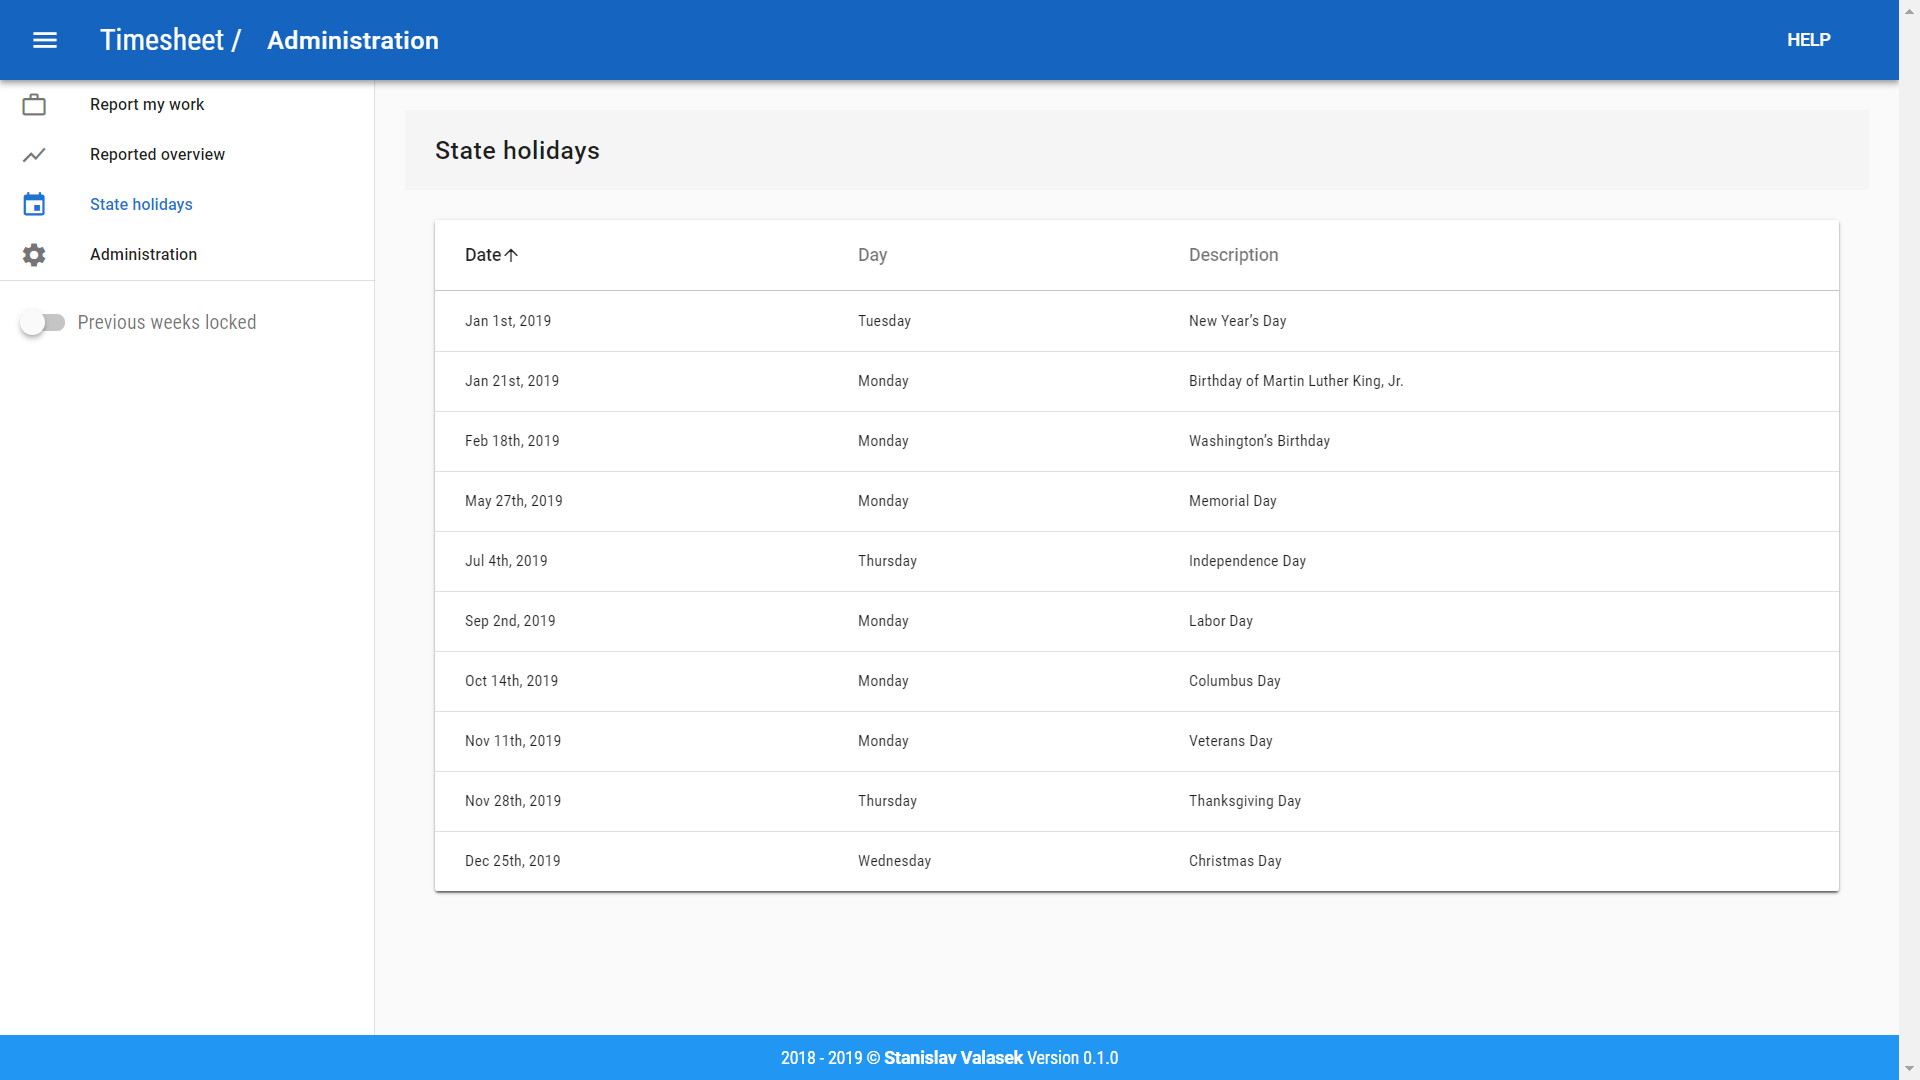 Timesheet / Administration HELP
Report my work
Reported overview
State holidays
Administration
Previous weeks locked
State holidays
Date Day Description
Jan 1st, 2019 Tuesday New Year’s Day
Jan 21st, 2019 Monday Birthday of Martin Luther King, Jr.
Feb 18th, 2019 Monday Washington’s Birthday
May 27th, 2019 Monday Memorial Day
Jul 4th, 2019 Thursday Independence Day
Sep 2nd, 2019 Monday Labor Day
Oct 14th, 2019 Monday Columbus Day
Nov 11th, 2019 Monday Veterans Day
Nov 28th, 2019 Thursday Thanksgiving Day
Dec 25th, 2019 Wednesday Christmas Day
2018 - 2019 © Stanislav Valasek Version 0.1.0